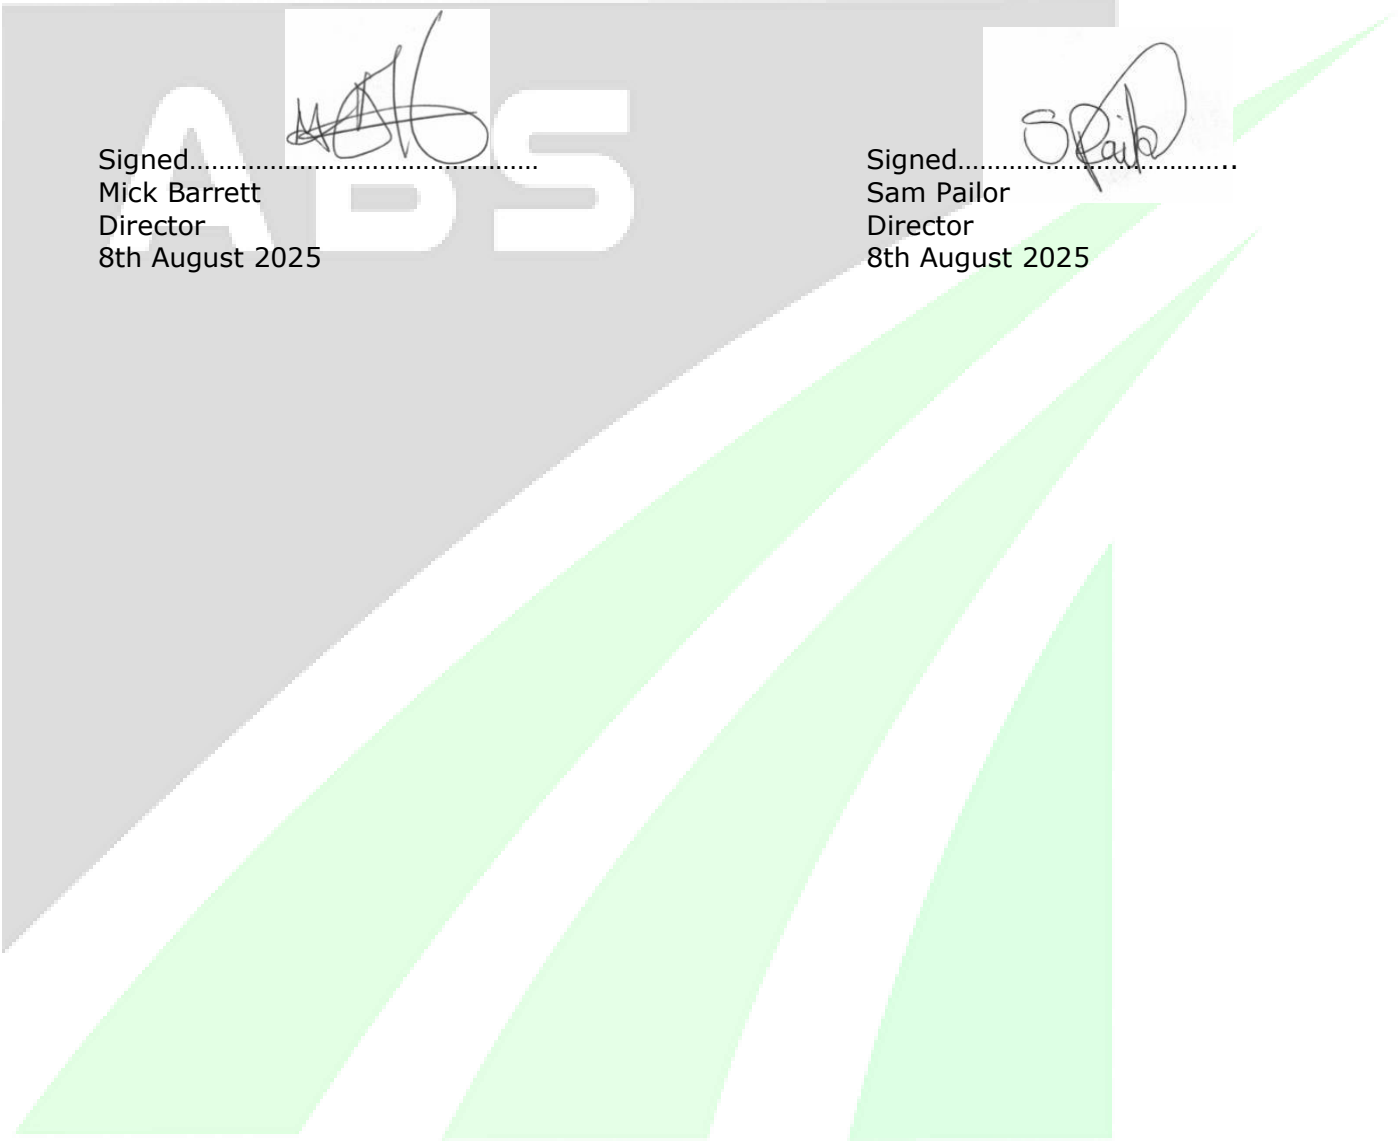 ABS
Signed..........................................
Mick Barrett
Director
8th August 2025
Signed..................................
Sam Pailor
Director
8th August 2025